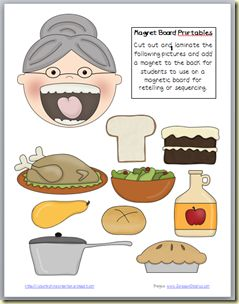 Magnet Board Printables
Cut out and laminate the
following pictures and add
a magnet to the back for
students to use on a
magnetic board for
retelling or sequencing.